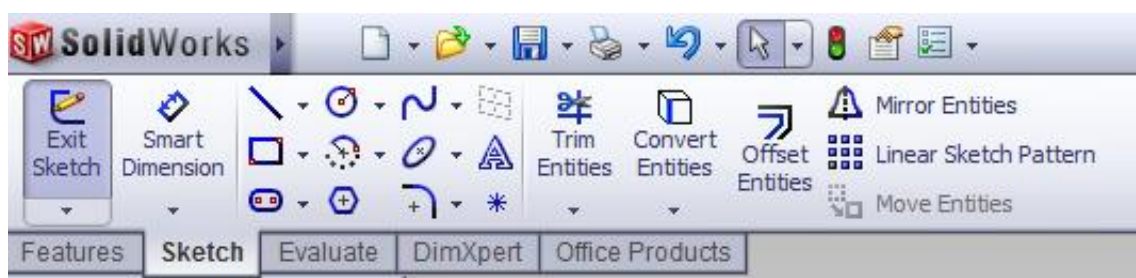 SolidWorks
Exit Sketch
Smart Dimension
Trim Entities
Convert Entities
Offset Entities
Mirror Entities
Linear Sketch Pattern
Move Entities
Features Sketch Evaluate DimXpert Office Products